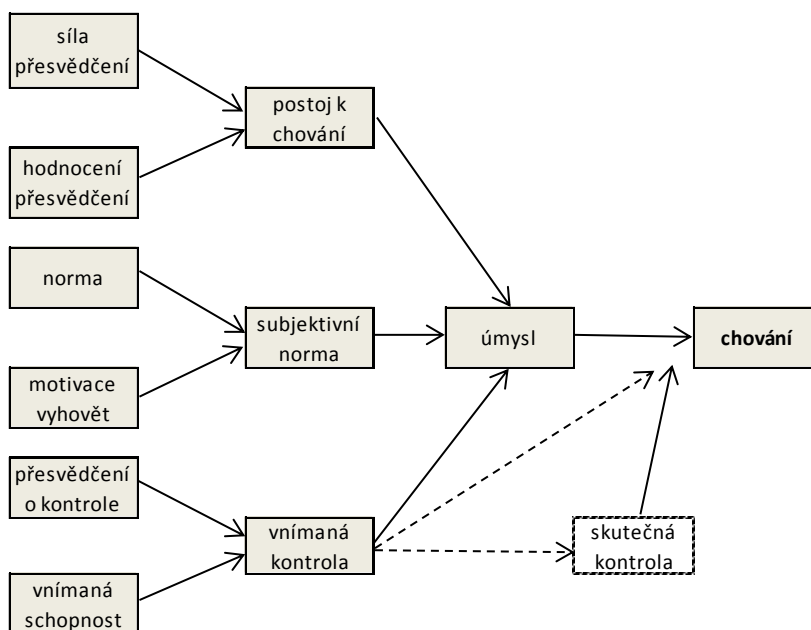 síla
přesvědčení
hodnocení
přesvědčení
postoj k
chování
norma
motivace
vyhovět
subjektivní
norma
úmysl
chování
přesvědčení
o kontrole
vnímaná
schopnost
vnímaná
kontrola
skutečná
kontrola